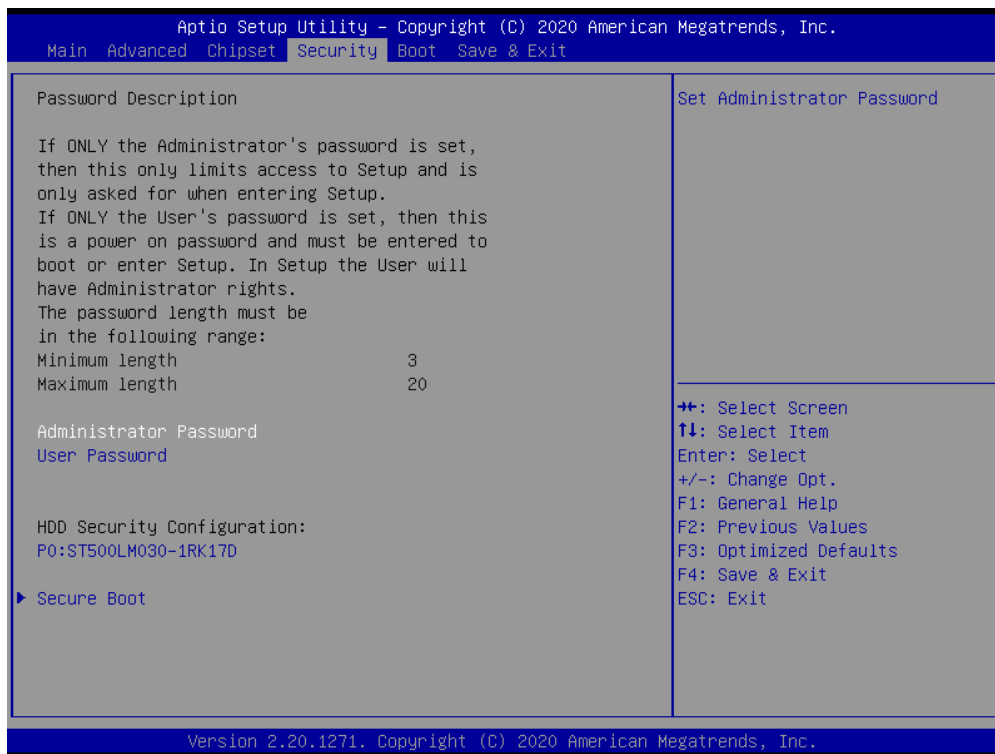 Aptio Setup Utility – Copyright (C) 2020 American Megatrends, Inc.
Main Advanced Chipset Security Boot Save & Exit
Password Description
If ONLY the Administrator's password is set,
then this only limits access to Setup and is
only asked for when entering Setup.
If ONLY the User's password is set, then this
is a power on password and must be entered to
boot or enter Setup. In Setup the User will
have Administrator rights.
The password length must be
in the following range:
Minimum length 3
Maximum length 20
Administrator Password
User Password
HDD Security Configuration:
P0:ST500LM030-1RK17D
Secure Boot
Set Administrator Password
→←: Select Screen
↑↓: Select Item
Enter: Select
+/-: Change Opt.
F1: General Help
F2: Previous Values
F3: Optimized Defaults
F4: Save & Exit
ESC: Exit
Version 2.20.1271. Copyright (C) 2020 American Megatrends, Inc.